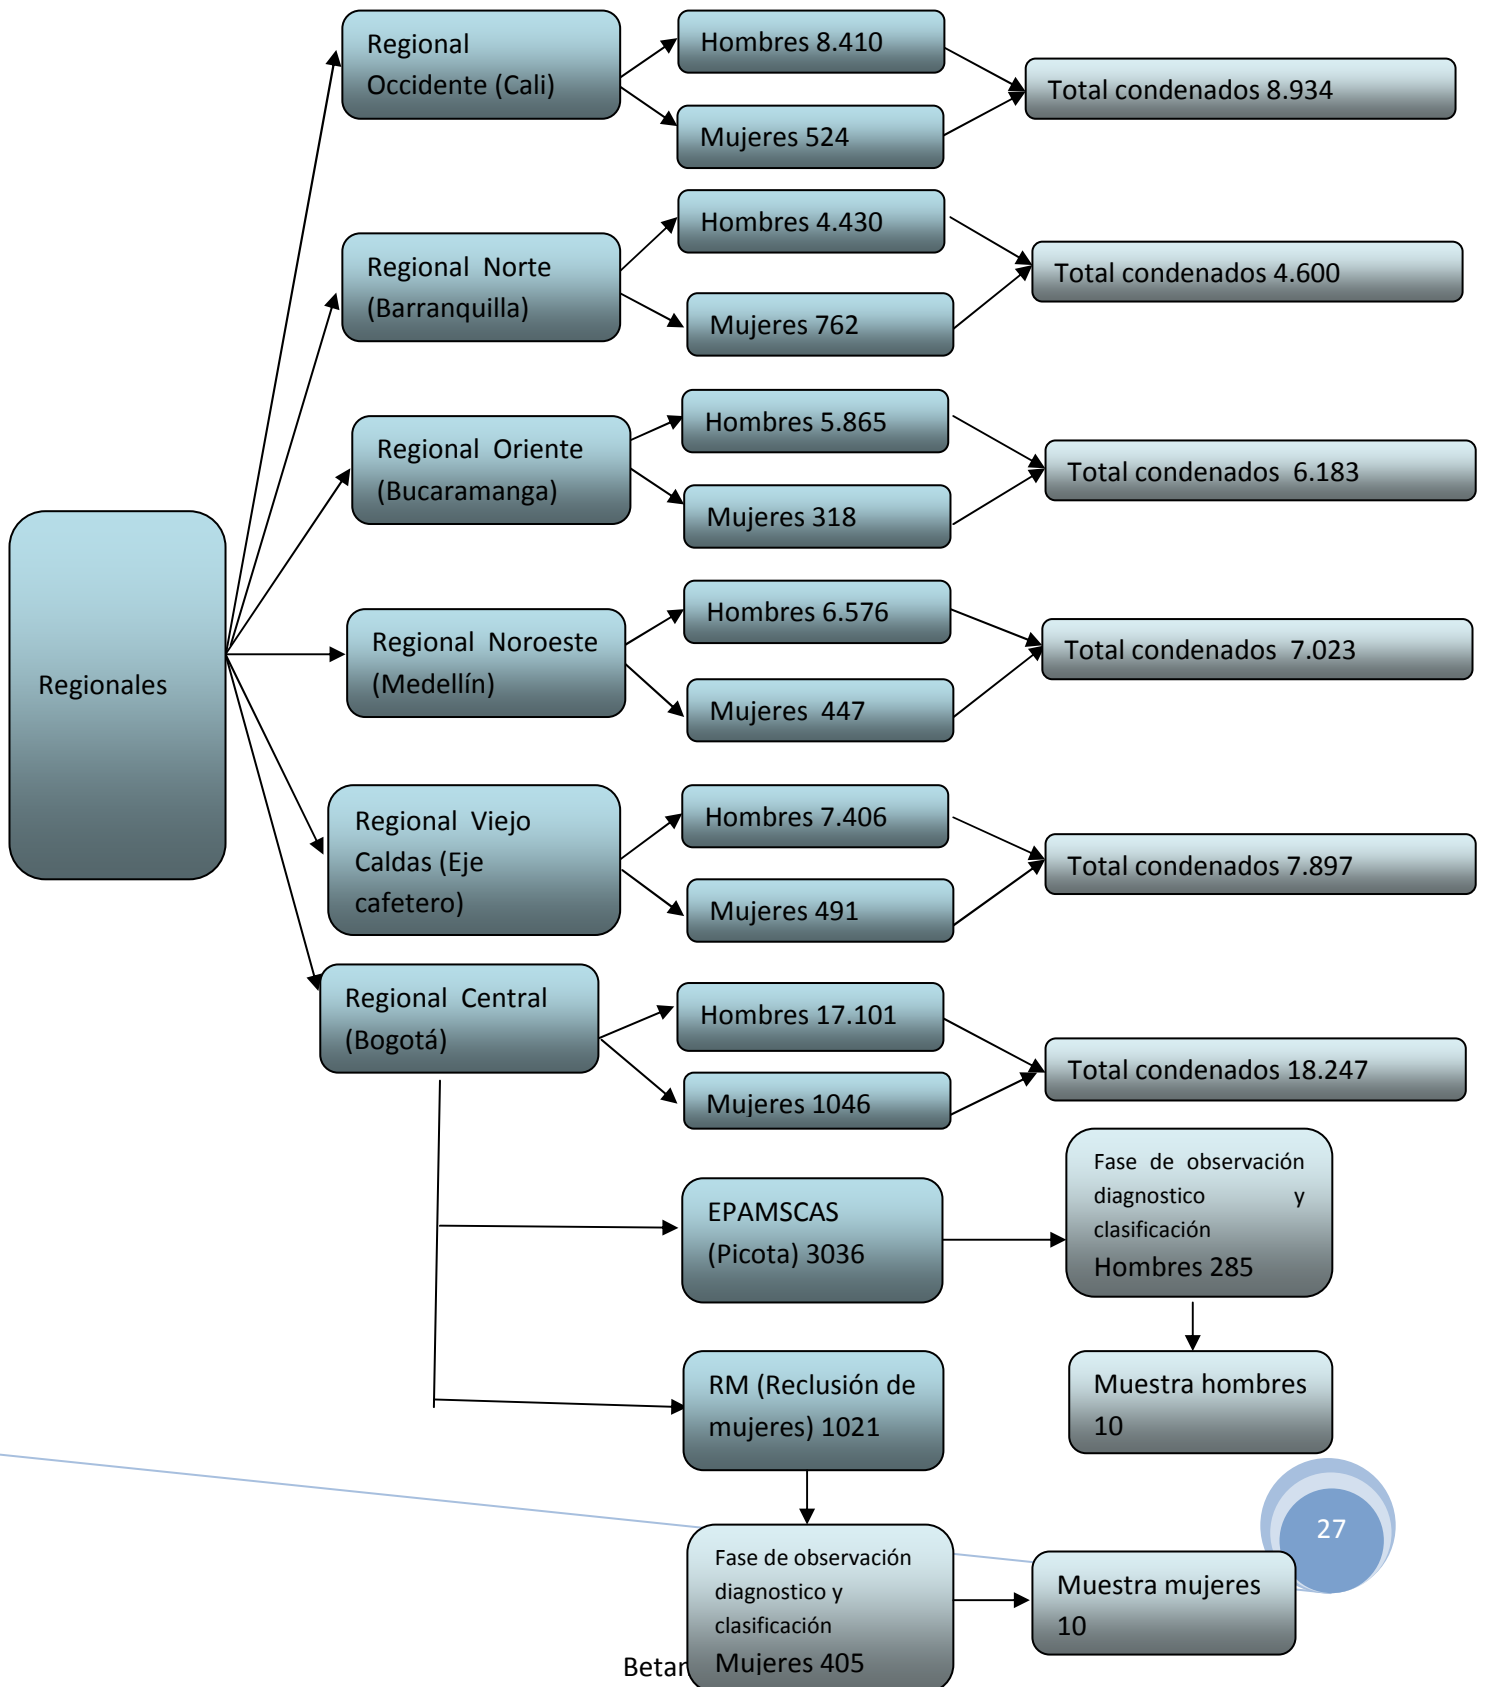 Regionales
Regional
Occidente (Cali)
Hombres 8.410
Mujeres 524
Total condenados 8.934
Regional Norte
(Barranquilla)
Hombres 4.430
Mujeres 762
Total condenados 4.600
Regional Oriente
(Bucaramanga)
Hombres 5.865
Mujeres 318
Total condenados 6.183
Regional Noroeste
(Medellín)
Hombres 6.576
Mujeres 447
Total condenados 7.023
Regional Viejo
Caldas (Eje
cafetero)
Hombres 7.406
Mujeres 491
Total condenados 7.897
Regional Central
(Bogotá)
Hombres 17.101
Mujeres 1046
Total condenados 18.247
EPAMSCAS
(Picota) 3036
Fase de observación
diagnostico y
clasificación
Hombres 285
Muestra hombres
10
RM (Reclusión de
mujeres) 1021
Fase de observación
diagnostico y
clasificación
Mujeres 405
Muestra mujeres
10
27